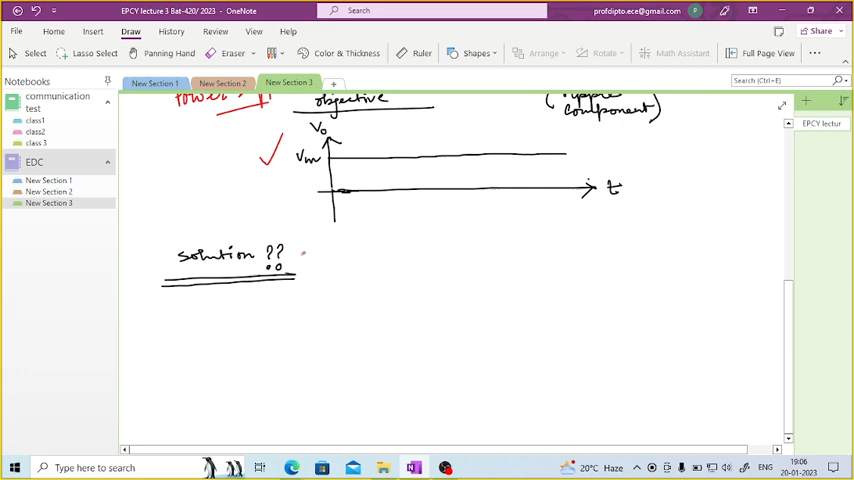 EPCY lecture 3 Bat-420/ 2023 - OneNote
Search
profdipto.ece@gmail.com
P
File Home Insert Draw History Review View Help
Share
Select Lasso Select Panning Hand Eraser Color & Thickness Ruler Shapes Arrange Rotate Math Assistant Full Page View
Notebooks
New Section 1 New Section 2 New Section 3
Search (Ctrl+E)
communication
test
class1
class2
class 3
EDC
New Section 1
New Section 2
New Section 3
EPCY lectur
objective
component)
Vo
Vm
t
solution ??
Type here to search
20°C Haze
ENG
19:06
20-01-2023